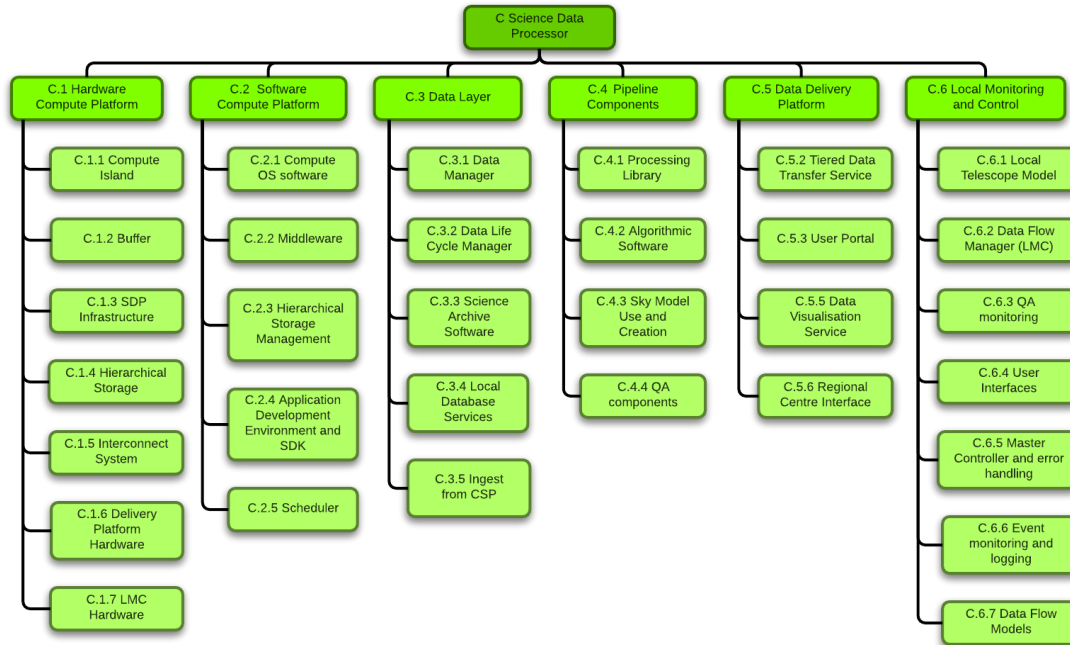 C Science Data
Processor
C.1 Hardware
Compute Platform
C.2 Software
Compute Platform
C.3 Data Layer
C.4 Pipeline
Components
C.5 Data Delivery
Platform
C.6 Local Monitoring
and Control
C.1.1 Compute
Island
C.1.2 Buffer
C.1.3 SDP
Infrastructure
C.1.4 Hierarchical
Storage
C.1.5 Interconnect
System
C.1.6 Delivery
Platform
Hardware
C.1.7 LMC
Hardware
C.2.1 Compute
OS software
C.2.2 Middleware
C.2.3 Hierarchical
Storage
Management
C.2.4 Application
Development
Environment and
SDK
C.2.5 Scheduler
C.3.1 Data
Manager
C.3.2 Data Life
Cycle Manager
C.3.3 Science
Archive
Software
C.3.4 Local
Database
Services
C.3.5 Ingest
from CSP
C.4.1 Processing
Library
C.4.2 Algorithmic
Software
C.4.3 Sky Model
Use and
Creation
C.4.4 QA
components
C.5.2 Tiered Data
Transfer Service
C.5.3 User Portal
C.5.5 Data
Visualisation
Service
C.5.6 Regional
Centre Interface
C.6.1 Local
Telescope Model
C.6.2 Data Flow
Manager (LMC)
C.6.3 QA
monitoring
C.6.4 User
Interfaces
C.6.5 Master
Controller and error
handling
C.6.6 Event
monitoring and
logging
C.6.7 Data Flow
Models